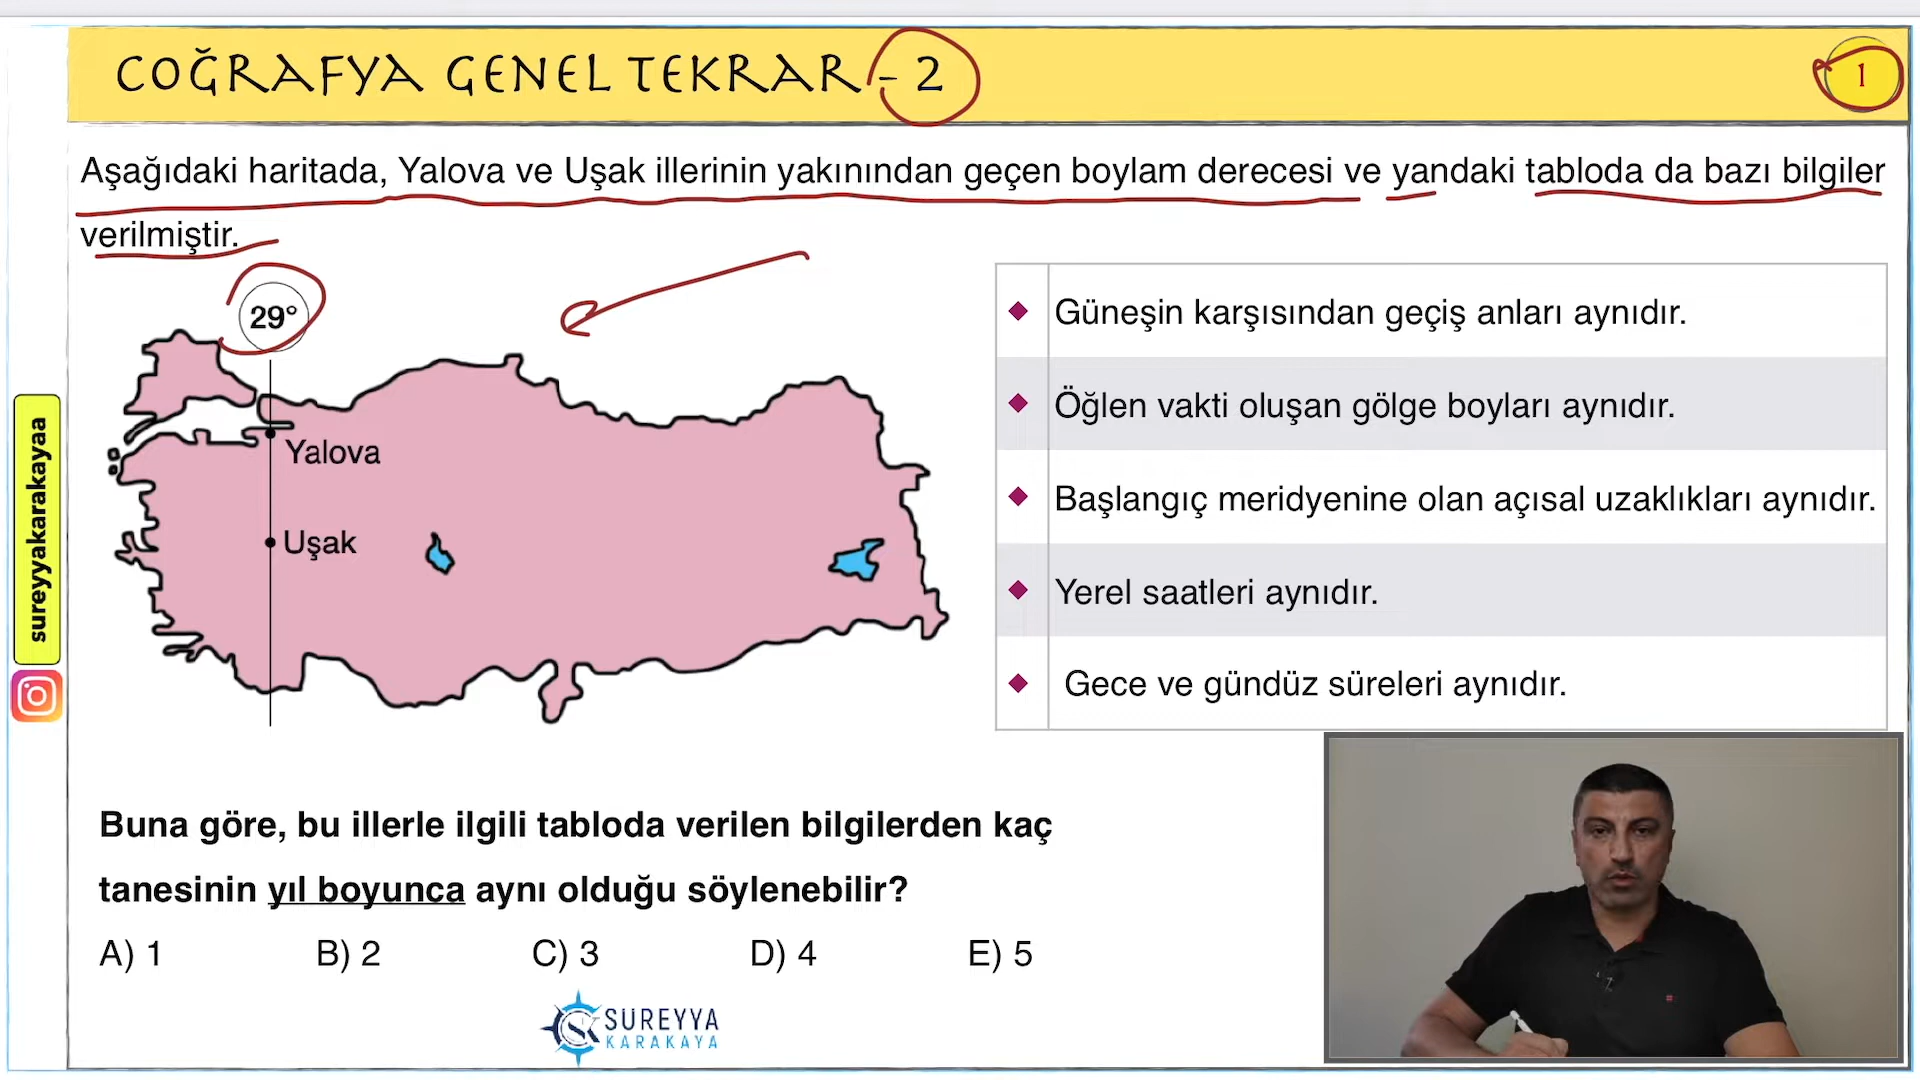 COĞRAFYA GENEL TEKRAR - 2
1
Aşağıdaki haritada, Yalova ve Uşak illerinin yakınından geçen boylam derecesi ve yandaki tabloda da bazı bilgiler
verilmiştir.
29°
Yalova
Uşak
Güneşin karşısından geçiş anları aynıdır.
Öğlen vakti oluşan gölge boyları aynıdır.
Başlangıç meridyenine olan açısal uzaklıkları aynıdır.
Yerel saatleri aynıdır.
Gece ve gündüz süreleri aynıdır.
sureyyakarakayaa
Buna göre, bu illerle ilgili tabloda verilen bilgilerden kaç
tanesinin yıl boyunca aynı olduğu söylenebilir?
A) 1 B) 2 C) 3 D) 4 E) 5
SK SUREYYA
KARAKAYA